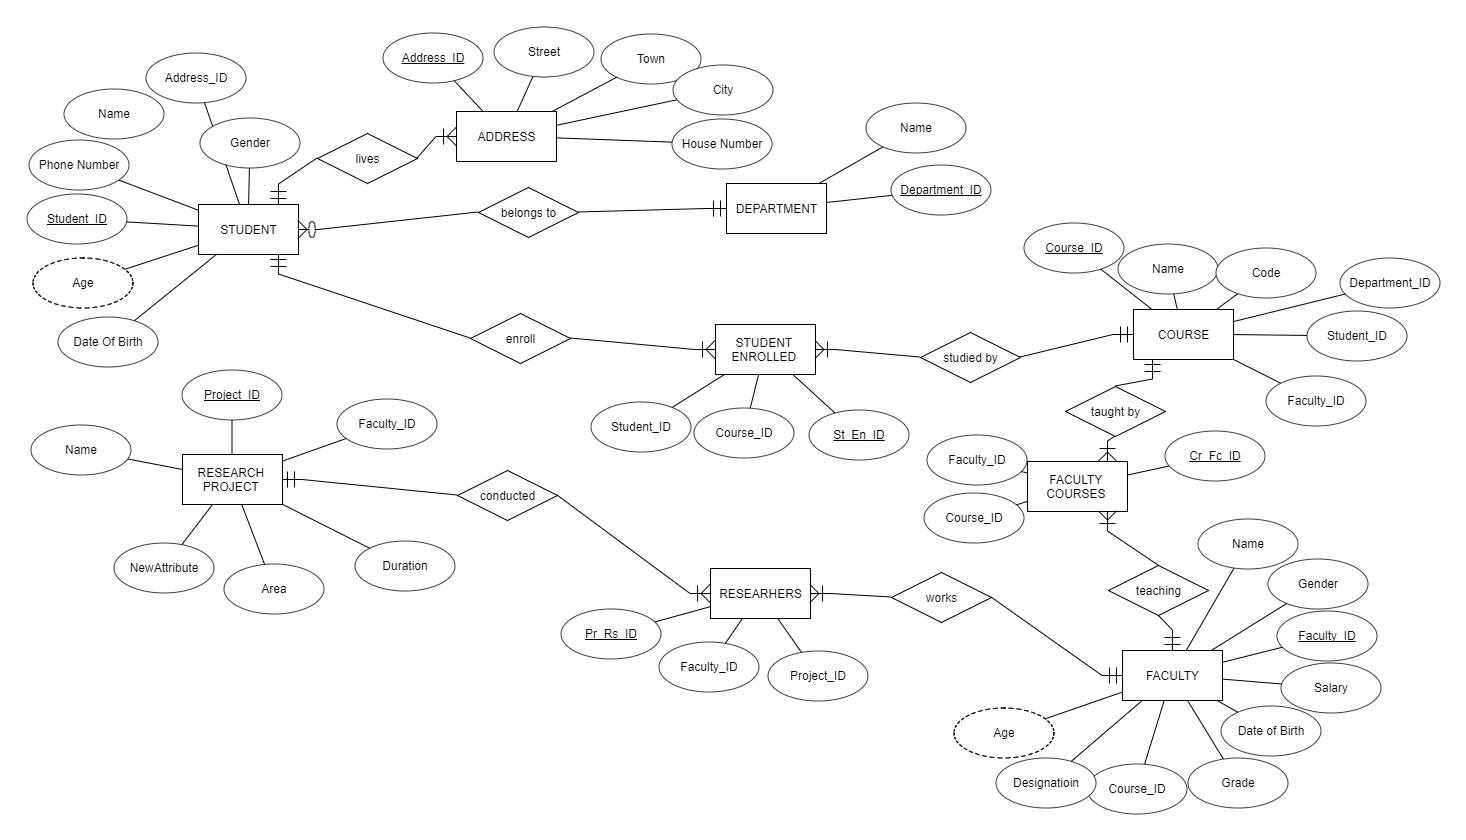 Address_ID
Street
Town
City
House Number
ADDRESS
lives
Address_ID
Name
Gender
Phone Number
Student_ID
STUDENT
Age
Date Of Birth
belongs to
DEPARTMENT
Name
Department_ID
enroll
STUDENT
ENROLLED
Student_ID
Course_ID
St_En_ID
studied by
Course_ID
Name
Code
Department_ID
COURSE
Student_ID
Faculty_ID
taught by
Project_ID
Faculty_ID
Name
RESEARCH
PROJECT
NewAttribute
Area
Duration
conducted
Faculty_ID
Cr_Fc_ID
FACULTY
COURSES
Course_ID
teaching
RESEARHERS
Pr_Rs_ID
Faculty_ID
Project_ID
works
Name
Gender
Faculty_ID
FACULTY
Salary
Date of Birth
Age
Designatioin
Course_ID
Grade